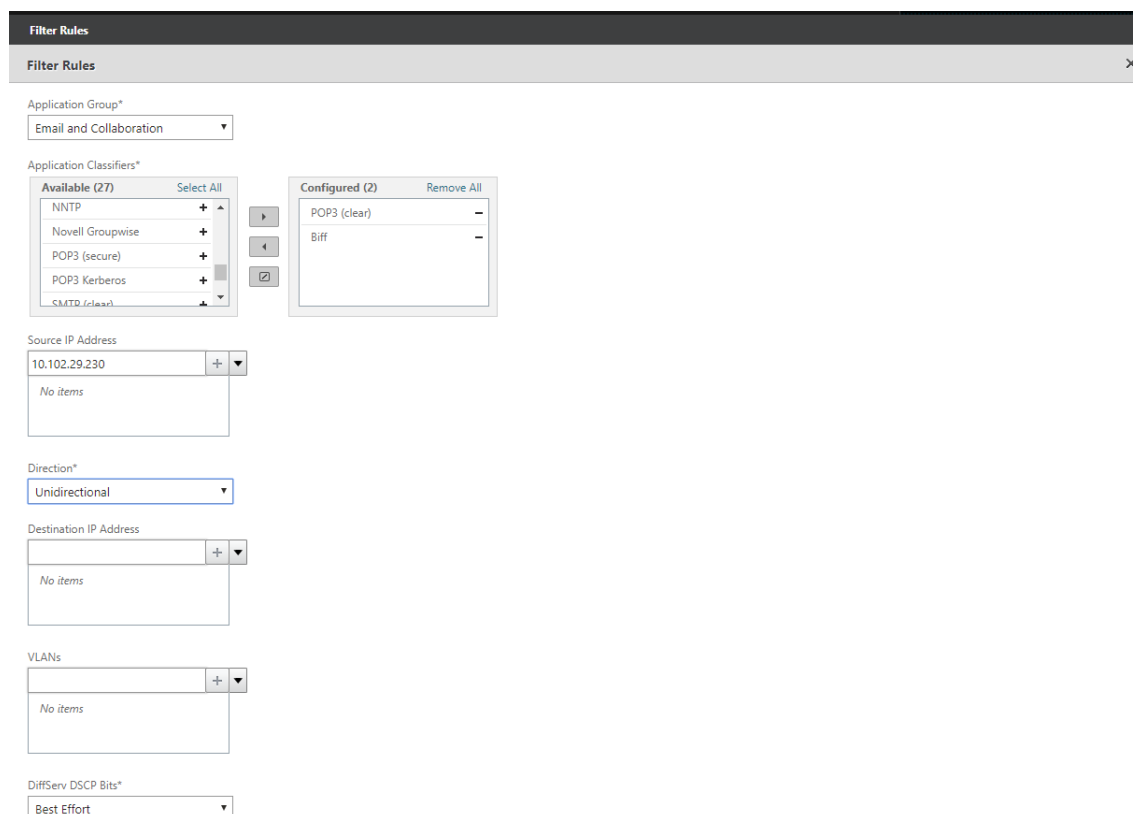 Filter Rules
Filter Rules
Application Group*
Email and Collaboration
Application Classifiers*
Available (27) Select All
NNTP
Novell Groupwise
POP3 (secure)
POP3 Kerberos
SMTP (clear)
Configured (2) Remove All
POP3 (clear)
Biff
Source IP Address
10.102.29.230
No items
Direction*
Unidirectional
Destination IP Address
No items
VLANs
No items
DiffServ DSCP Bits*
Best Effort